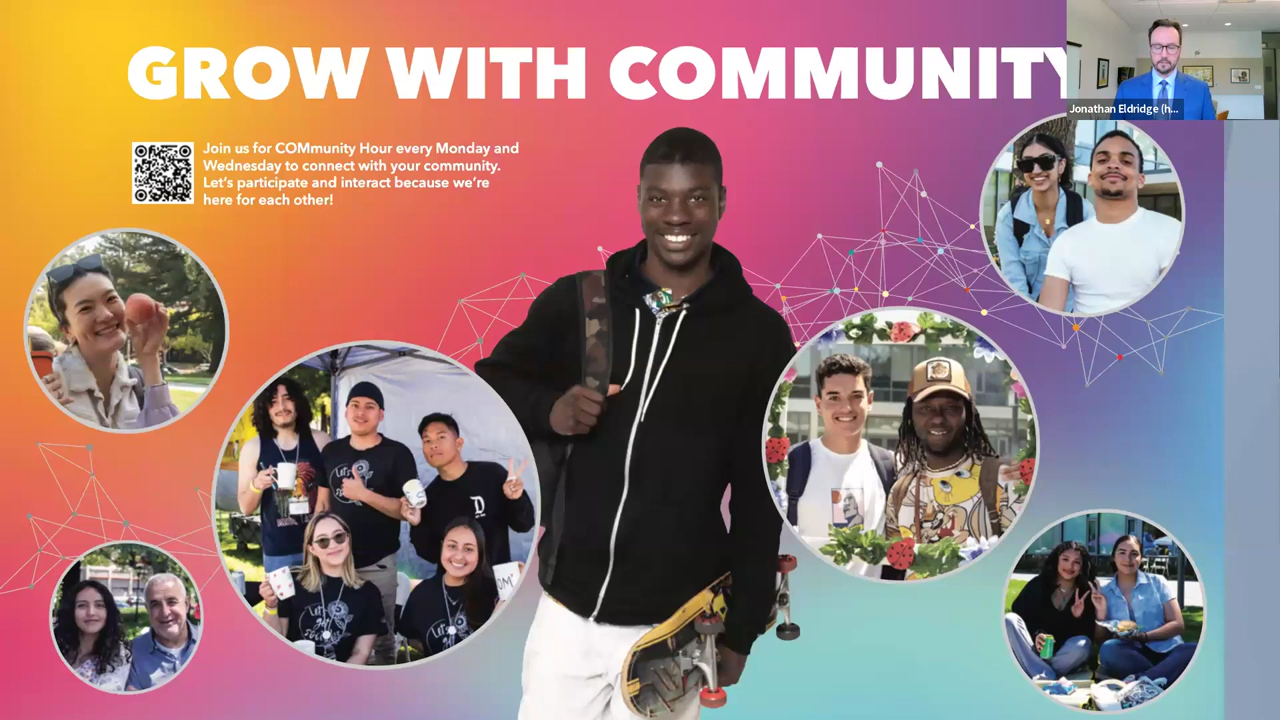 GROW WITH COMMUNITY
Jonathan Eldridge (h...
Join us for COMmunity Hour every Monday and
Wednesday to connect with your community.
Let's participate and interact because we're
here for each other!
D